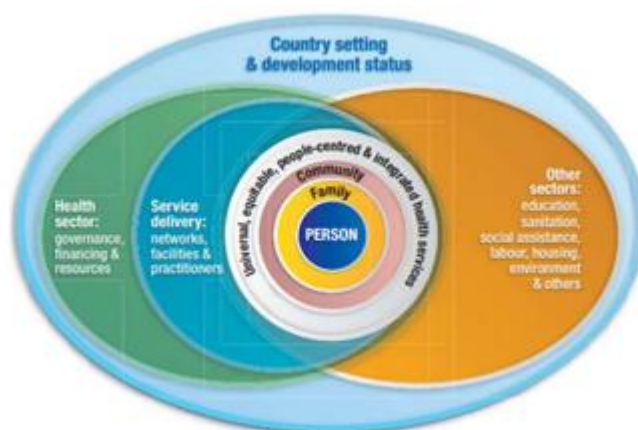 Country setting
& development status
Health
sector:
governance,
financing &
resources
Service
delivery:
networks,
facilities &
practitioners
Universal, equitable, people-centred & integrated health services
Community
Family
PERSON
Other
sectors:
education,
sanitation,
social assistance,
labour, housing,
environment
& others